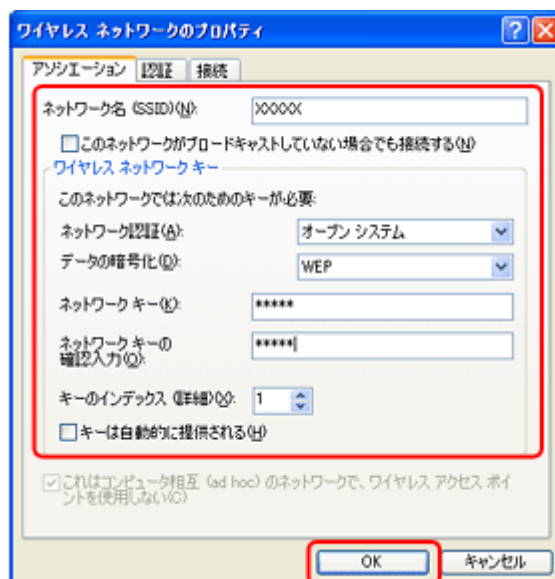 ワイヤレス ネットワークのプロパティ
アソシエーション 認証 接続
ネットワーク名 (SSID)(N): XXXXX
このネットワークがブロードキャストしていない場合でも接続する(N)
ワイヤレス ネットワーク キー
このネットワークでは次のためのキーが必要:
ネットワーク認証(A): オープン システム
データの暗号化(D): WEP
ネットワーク キー(K): *****
ネットワーク キーの
確認入力(O): *****
キーのインデックス (詳細)(X): 1
キーは自動的に提供される(H)
これはコンピュータ相互 (ad hoc) のネットワークで、ワイヤレス アクセス ポイ
ントを使用しない(C)
OK キャンセル